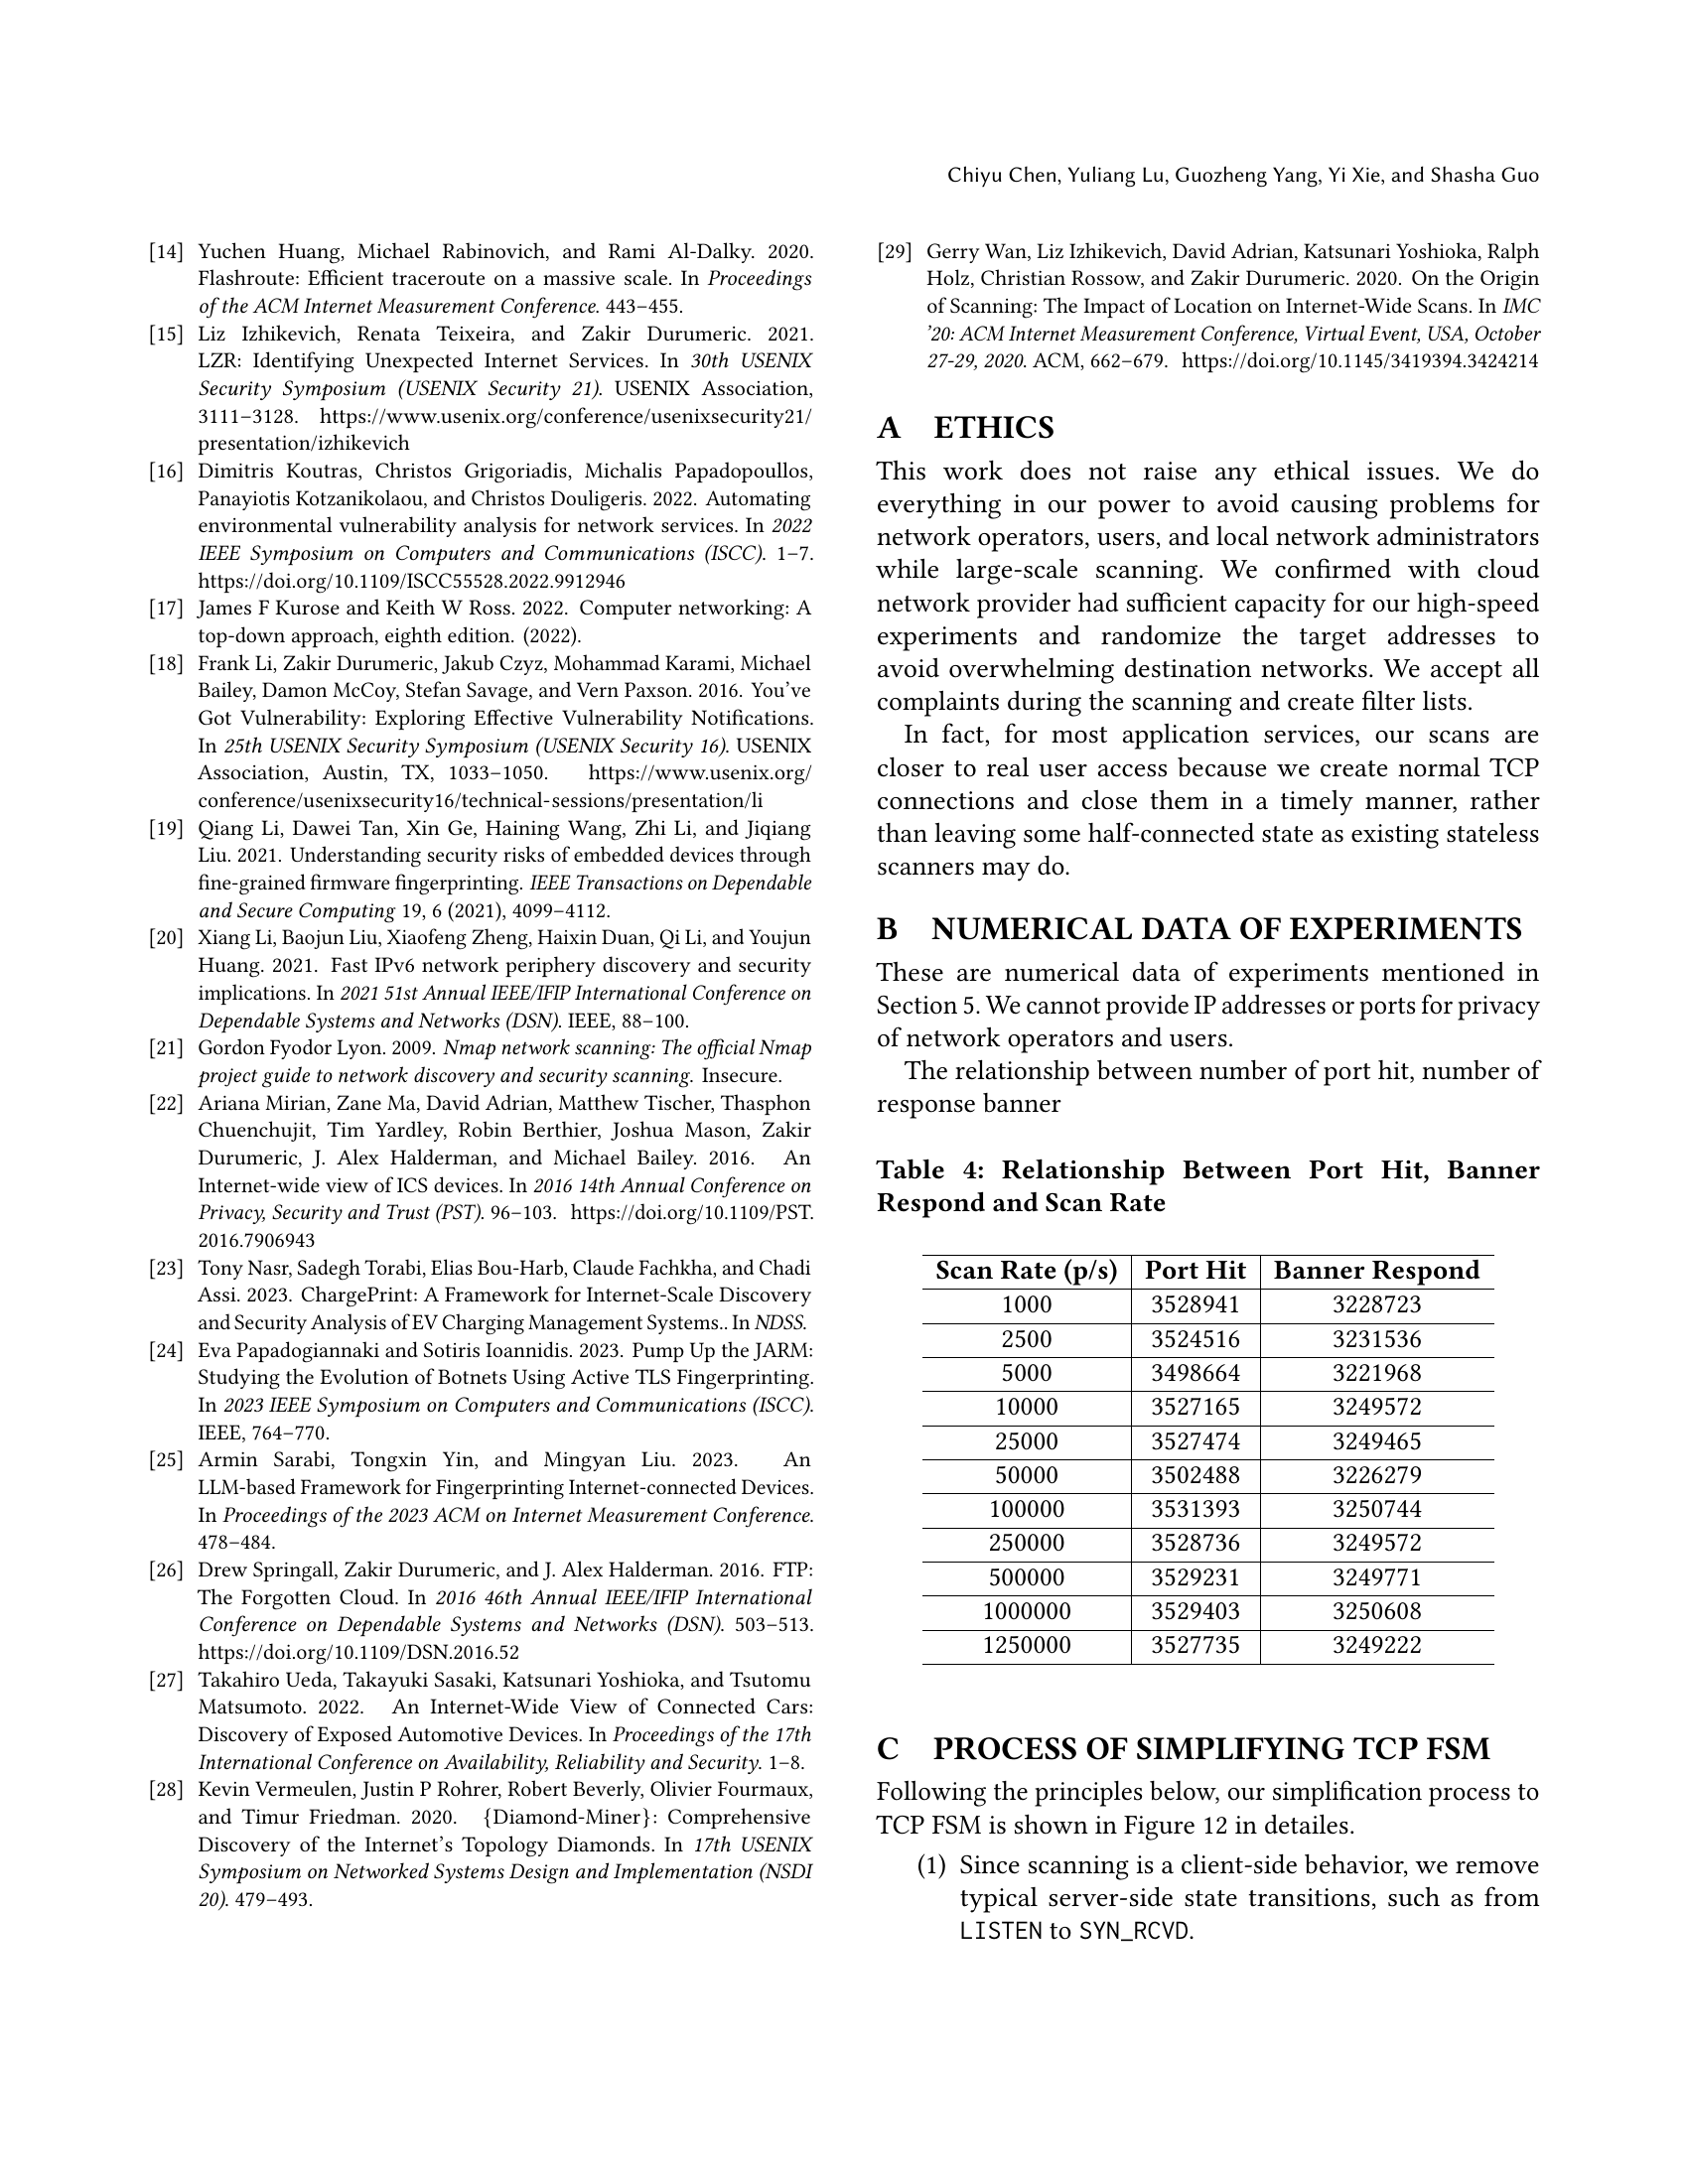 Chiyu Chen, Yuliang Lu, Guozheng Yang, Yi Xie, and Shasha Guo
[14] Yuchen Huang, Michael Rabinovich, and Rami Al-Dalky. 2020.
Flashroute: Efficient traceroute on a massive scale. In Proceedings
of the ACM Internet Measurement Conference. 443–455.
[15] Liz Izhikevich, Renata Teixeira, and Zakir Durumeric. 2021.
LZR: Identifying Unexpected Internet Services. In 30th USENIX
Security Symposium (USENIX Security 21). USENIX Association,
3111–3128. https://www.usenix.org/conference/usenixsecurity21/
presentation/izhikevich
[16] Dimitris Koutras, Christos Grigoriadis, Michalis Papadopoullos,
Panayiotis Kotzanikolaou, and Christos Douligeris. 2022. Automating
environmental vulnerability analysis for network services. In 2022
IEEE Symposium on Computers and Communications (ISCC). 1–7.
https://doi.org/10.1109/ISCC55528.2022.9912946
[17] James F Kurose and Keith W Ross. 2022. Computer networking: A
top-down approach, eighth edition. (2022).
[18] Frank Li, Zakir Durumeric, Jakub Czyz, Mohammad Karami, Michael
Bailey, Damon McCoy, Stefan Savage, and Vern Paxson. 2016. You've
Got Vulnerability: Exploring Effective Vulnerability Notifications.
In 25th USENIX Security Symposium (USENIX Security 16). USENIX
Association, Austin, TX, 1033–1050. https://www.usenix.org/
conference/usenixsecurity16/technical-sessions/presentation/li
[19] Qiang Li, Dawei Tan, Xin Ge, Haining Wang, Zhi Li, and Jiqiang
Liu. 2021. Understanding security risks of embedded devices through
fine-grained firmware fingerprinting. IEEE Transactions on Dependable
and Secure Computing 19, 6 (2021), 4099–4112.
[20] Xiang Li, Baojun Liu, Xiaofeng Zheng, Haixin Duan, Qi Li, and Youjun
Huang. 2021. Fast IPv6 network periphery discovery and security
implications. In 2021 51st Annual IEEE/IFIP International Conference on
Dependable Systems and Networks (DSN). IEEE, 88–100.
[21] Gordon Fyodor Lyon. 2009. Nmap network scanning: The official Nmap
project guide to network discovery and security scanning. Insecure.
[22] Ariana Mirian, Zane Ma, David Adrian, Matthew Tischer, Thasphon
Chuenchujit, Tim Yardley, Robin Berthier, Joshua Mason, Zakir
Durumeric, J. Alex Halderman, and Michael Bailey. 2016. An
Internet-wide view of ICS devices. In 2016 14th Annual Conference on
Privacy, Security and Trust (PST). 96–103. https://doi.org/10.1109/PST.
2016.7906943
[23] Tony Nasr, Sadegh Torabi, Elias Bou-Harb, Claude Fachkha, and Chadi
Assi. 2023. ChargePrint: A Framework for Internet-Scale Discovery
and Security Analysis of EV Charging Management Systems.. In NDSS.
[24] Eva Papadogiannaki and Sotiris Ioannidis. 2023. Pump Up the JARM:
Studying the Evolution of Botnets Using Active TLS Fingerprinting.
In 2023 IEEE Symposium on Computers and Communications (ISCC).
IEEE, 764–770.
[25] Armin Sarabi, Tongxin Yin, and Mingyan Liu. 2023. An
LLM-based Framework for Fingerprinting Internet-connected Devices.
In Proceedings of the 2023 ACM on Internet Measurement Conference.
478–484.
[26] Drew Springall, Zakir Durumeric, and J. Alex Halderman. 2016. FTP:
The Forgotten Cloud. In 2016 46th Annual IEEE/IFIP International
Conference on Dependable Systems and Networks (DSN). 503–513.
https://doi.org/10.1109/DSN.2016.52
[27] Takahiro Ueda, Takayuki Sasaki, Katsunari Yoshioka, and Tsutomu
Matsumoto. 2022. An Internet-Wide View of Connected Cars:
Discovery of Exposed Automotive Devices. In Proceedings of the 17th
International Conference on Availability, Reliability and Security. 1–8.
[28] Kevin Vermeulen, Justin P Rohrer, Robert Beverly, Olivier Fourmaux,
and Timur Friedman. 2020. {Diamond-Miner}: Comprehensive
Discovery of the Internet's Topology Diamonds. In 17th USENIX
Symposium on Networked Systems Design and Implementation (NSDI
20). 479–493.
[29] Gerry Wan, Liz Izhikevich, David Adrian, Katsunari Yoshioka, Ralph
Holz, Christian Rossow, and Zakir Durumeric. 2020. On the Origin
of Scanning: The Impact of Location on Internet-Wide Scans. In IMC
'20: ACM Internet Measurement Conference, Virtual Event, USA, October
27-29, 2020. ACM, 662–679. https://doi.org/10.1145/3419394.3424214
A ETHICS
This work does not raise any ethical issues. We do
everything in our power to avoid causing problems for
network operators, users, and local network administrators
while large-scale scanning. We confirmed with cloud
network provider had sufficient capacity for our high-speed
experiments and randomize the target addresses to
avoid overwhelming destination networks. We accept all
complaints during the scanning and create filter lists.
In fact, for most application services, our scans are
closer to real user access because we create normal TCP
connections and close them in a timely manner, rather
than leaving some half-connected state as existing stateless
scanners may do.
B NUMERICAL DATA OF EXPERIMENTS
These are numerical data of experiments mentioned in
Section 5. We cannot provide IP addresses or ports for privacy
of network operators and users.
The relationship between number of port hit, number of
response banner
Table 4: Relationship Between Port Hit, Banner
Respond and Scan Rate
Scan Rate (p/s) Port Hit Banner Respond
1000 3528941 3228723
2500 3524516 3231536
5000 3498664 3221968
10000 3527165 3249572
25000 3527474 3249465
50000 3502488 3226279
100000 3531393 3250744
250000 3528736 3249572
500000 3529231 3249771
1000000 3529403 3250608
1250000 3527735 3249222
C PROCESS OF SIMPLIFYING TCP FSM
Following the principles below, our simplification process to
TCP FSM is shown in Figure 12 in detailes.
(1) Since scanning is a client-side behavior, we remove
typical server-side state transitions, such as from
LISTEN to SYN_RCVD.